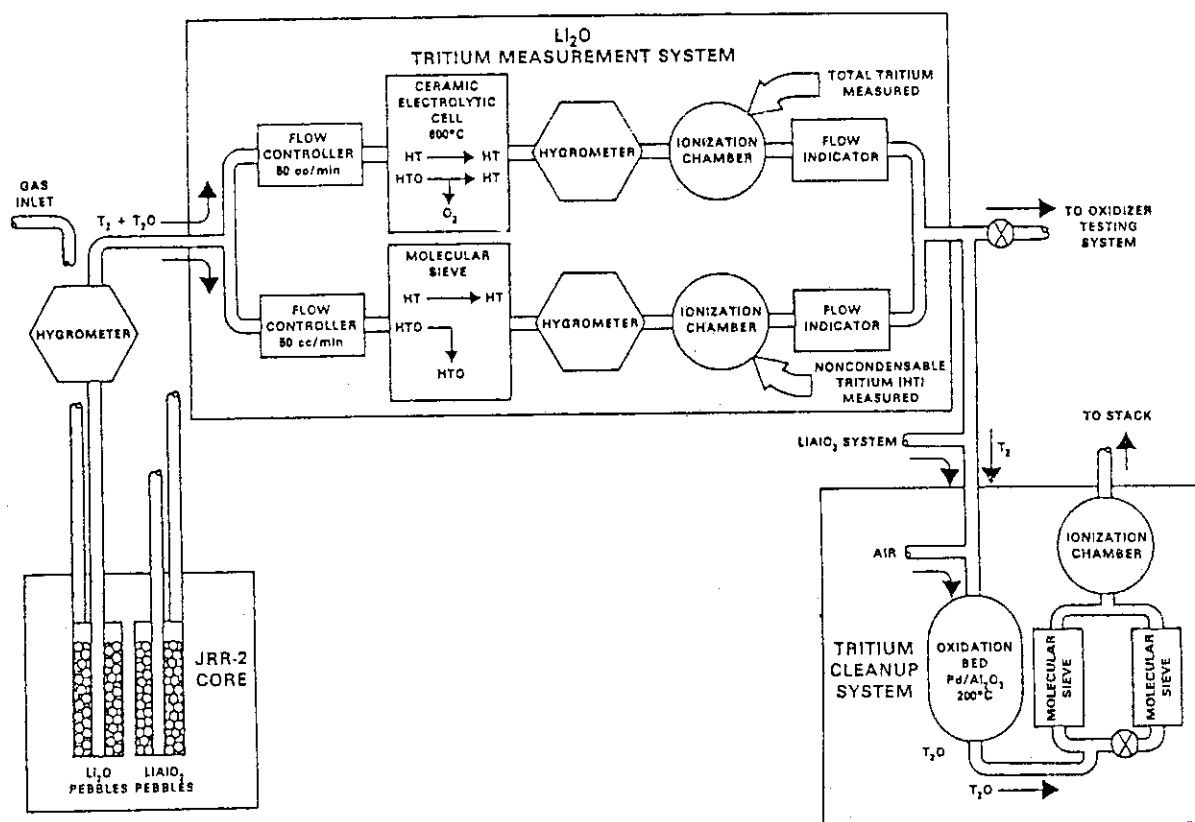 Li₂O
TRITIUM MEASUREMENT SYSTEM
CERAMIC
ELECTROLYTIC
CELL
600°C
HT → HT
HTO → HT
O₂
FLOW
CONTROLLER
50 cc/min
HYGROMETER
IONIZATION
CHAMBER
TOTAL TRITIUM
MEASURED
FLOW
INDICATOR
GAS
INLET
T₂ + T₂O
TO OXIDIZER
TESTING
SYSTEM
MOLECULAR
SIEVE
HT → HT
HTO
HTO
FLOW
CONTROLLER
50 cc/min
HYGROMETER
IONIZATION
CHAMBER
FLOW
INDICATOR
NONCONDENSABLE
TRITIUM (HT)
MEASURED
HYGROMETER
LiAlO₂ SYSTEM
T₂
TO STACK
IONIZATION
CHAMBER
AIR
OXIDATION
BED
Pd/Al₂O₃
200°C
TRITIUM
CLEANUP
SYSTEM
MOLECULAR
SIEVE
MOLECULAR
SIEVE
T₂O
T₂O
JRR-2
CORE
Li₂O
PEBBLES
LiAlO₂
PEBBLES